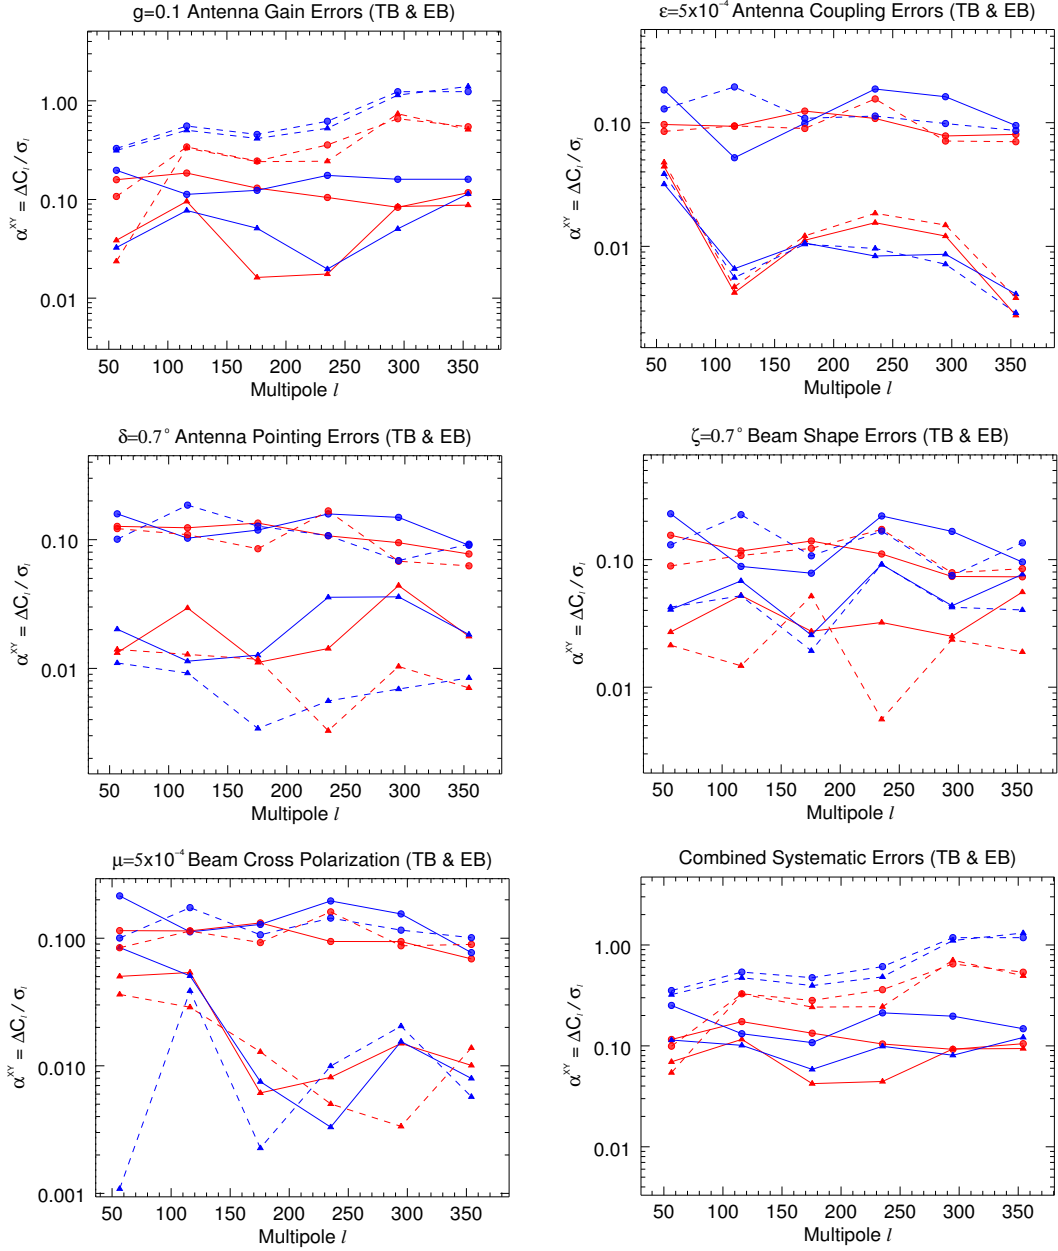 g=0.1 Antenna Gain Errors (TB & EB)
α^XY = ΔC_l / σ_l
1.00
0.10
0.01
50 100 150 200 250 300 350
Multipole l
ε=5x10⁻⁴ Antenna Coupling Errors (TB & EB)
α^XY = ΔC_l / σ_l
0.10
0.01
50 100 150 200 250 300 350
Multipole l
δ=0.7° Antenna Pointing Errors (TB & EB)
α^XY = ΔC_l / σ_l
0.10
0.01
50 100 150 200 250 300 350
Multipole l
ζ=0.7° Beam Shape Errors (TB & EB)
α^XY = ΔC_l / σ_l
0.10
0.01
50 100 150 200 250 300 350
Multipole l
μ=5x10⁻⁴ Beam Cross Polarization (TB & EB)
α^XY = ΔC_l / σ_l
0.100
0.010
0.001
50 100 150 200 250 300 350
Multipole l
Combined Systematic Errors (TB & EB)
α^XY = ΔC_l / σ_l
1.00
0.10
0.01
50 100 150 200 250 300 350
Multipole l